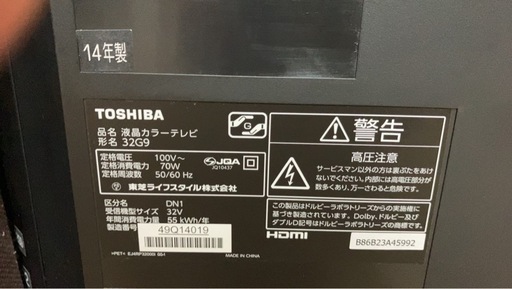 14年製
TOSHIBA
品名 液晶カラーテレビ
形名 32G9
定格電圧: 100V~
定格消費電力: 70W
定格周波数: 50/60 Hz
JQA
JQ10437
東芝ライフスタイル株式会社
区分名 DN1
受信機型サイズ 32V
年間消費電力量 55 kWh/年
製造番号
49Q14019
MADE IN CHINA
警告
高圧注意
サービスマン以外の方は裏ぶたをあけ
ないでください。内部には高電圧部分が
数多くあり、万一さわると危険です。
この製品はドルビーラボラトリーズからの実施権に
基づき製造されています。Dolby、ドルビー及び
ダブルD記号はドルビーラボラトリーズの商標です。
HDMI
B86B23A45992